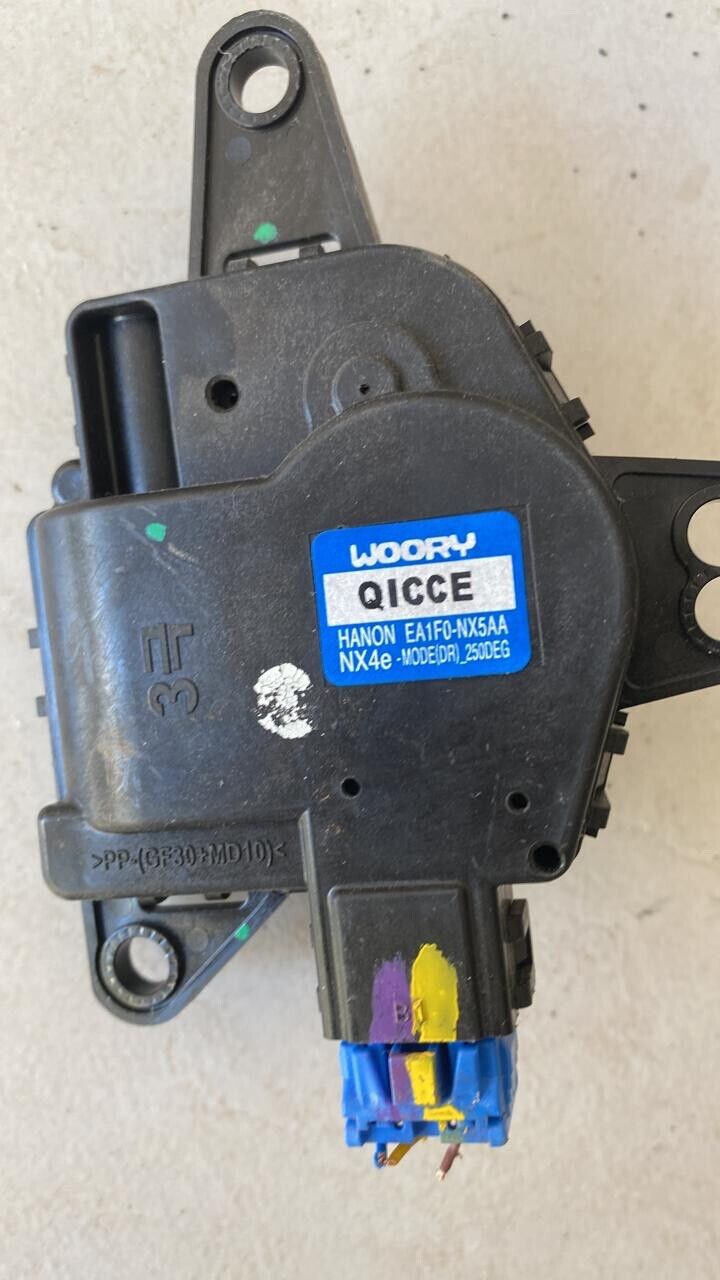 WOORY
QICCE
HANON EA1F0-NX5AA
NX4e -MODE(DR)_250DEG
>PP-(GF30+MD10)<